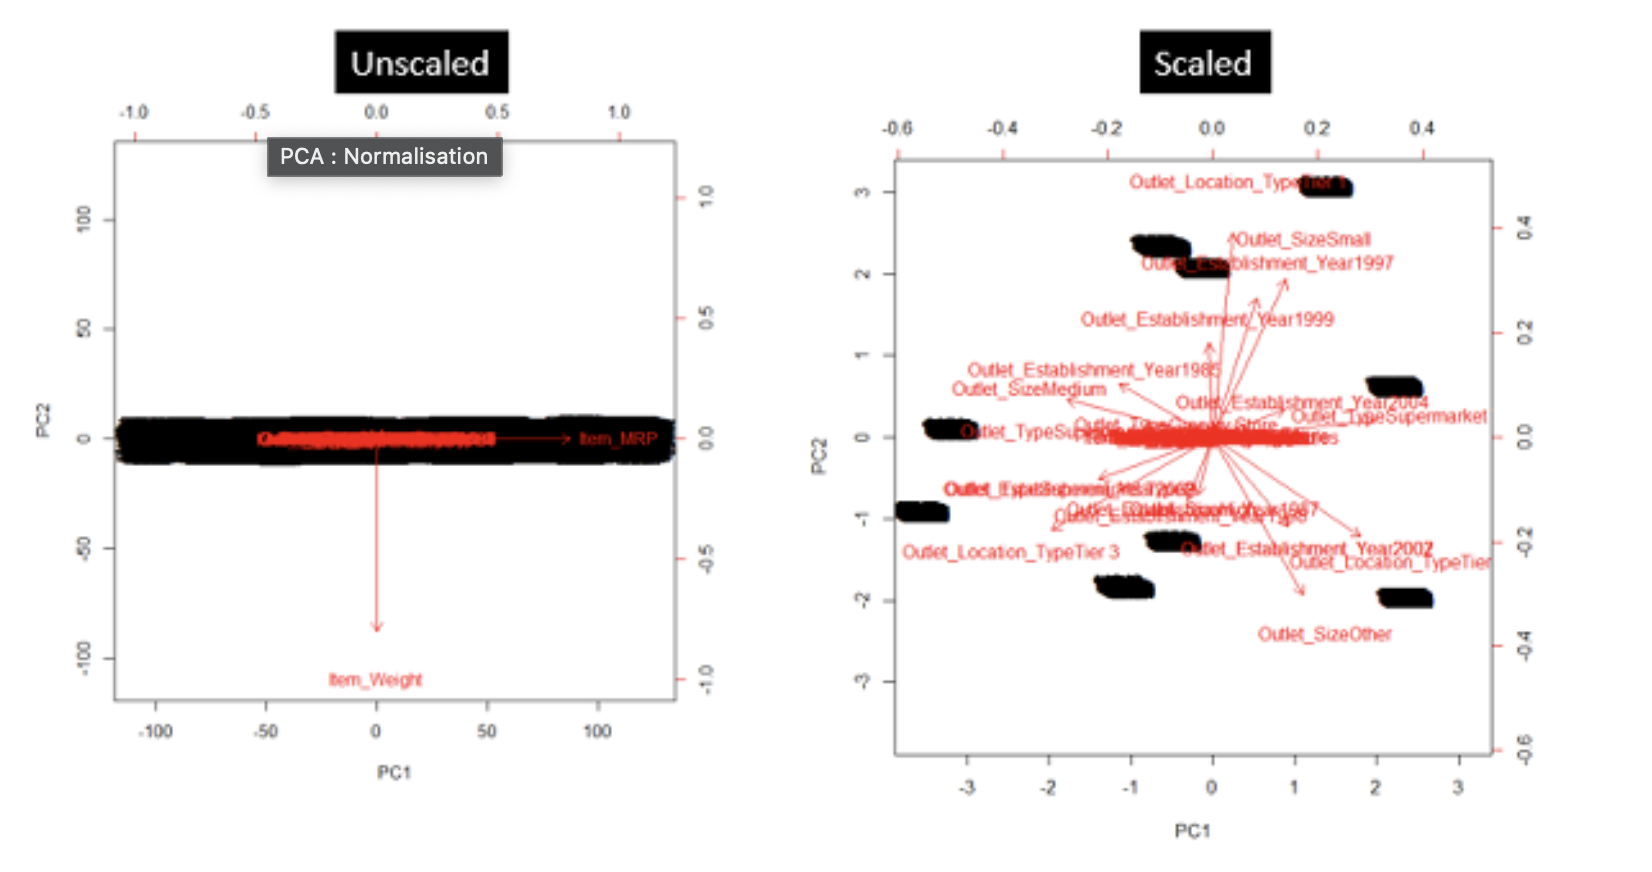 Unscaled
-1.0 -0.5 0.0 0.5 1.0
PCA : Normalisation
100
50
0
-50
-100
PC2
1.0
0.5
0.0
-0.5
-1.0
Item_MRP
Item_Weight
-100 -50 0 50 100
PC1
Scaled
-0.6 -0.4 -0.2 0.0 0.2 0.4
3
2
1
0
-1
-2
-3
PC2
0.4
0.2
0.0
-0.2
-0.4
-0.6
Outlet_Location_TypeTier 1
Outlet_SizeSmall
Outlet_Establishment_Year1997
Outlet_Establishment_Year1999
Outlet_Establishment_Year1985
Outlet_SizeMedium
Outlet_Establishment_Year2004
Outlet_TypeSupermarket
Outlet_Location_TypeTier 3
Outlet_Establishment_Year2002
Outlet_Location_TypeTier
Outlet_SizeOther
-3 -2 -1 0 1 2 3
PC1